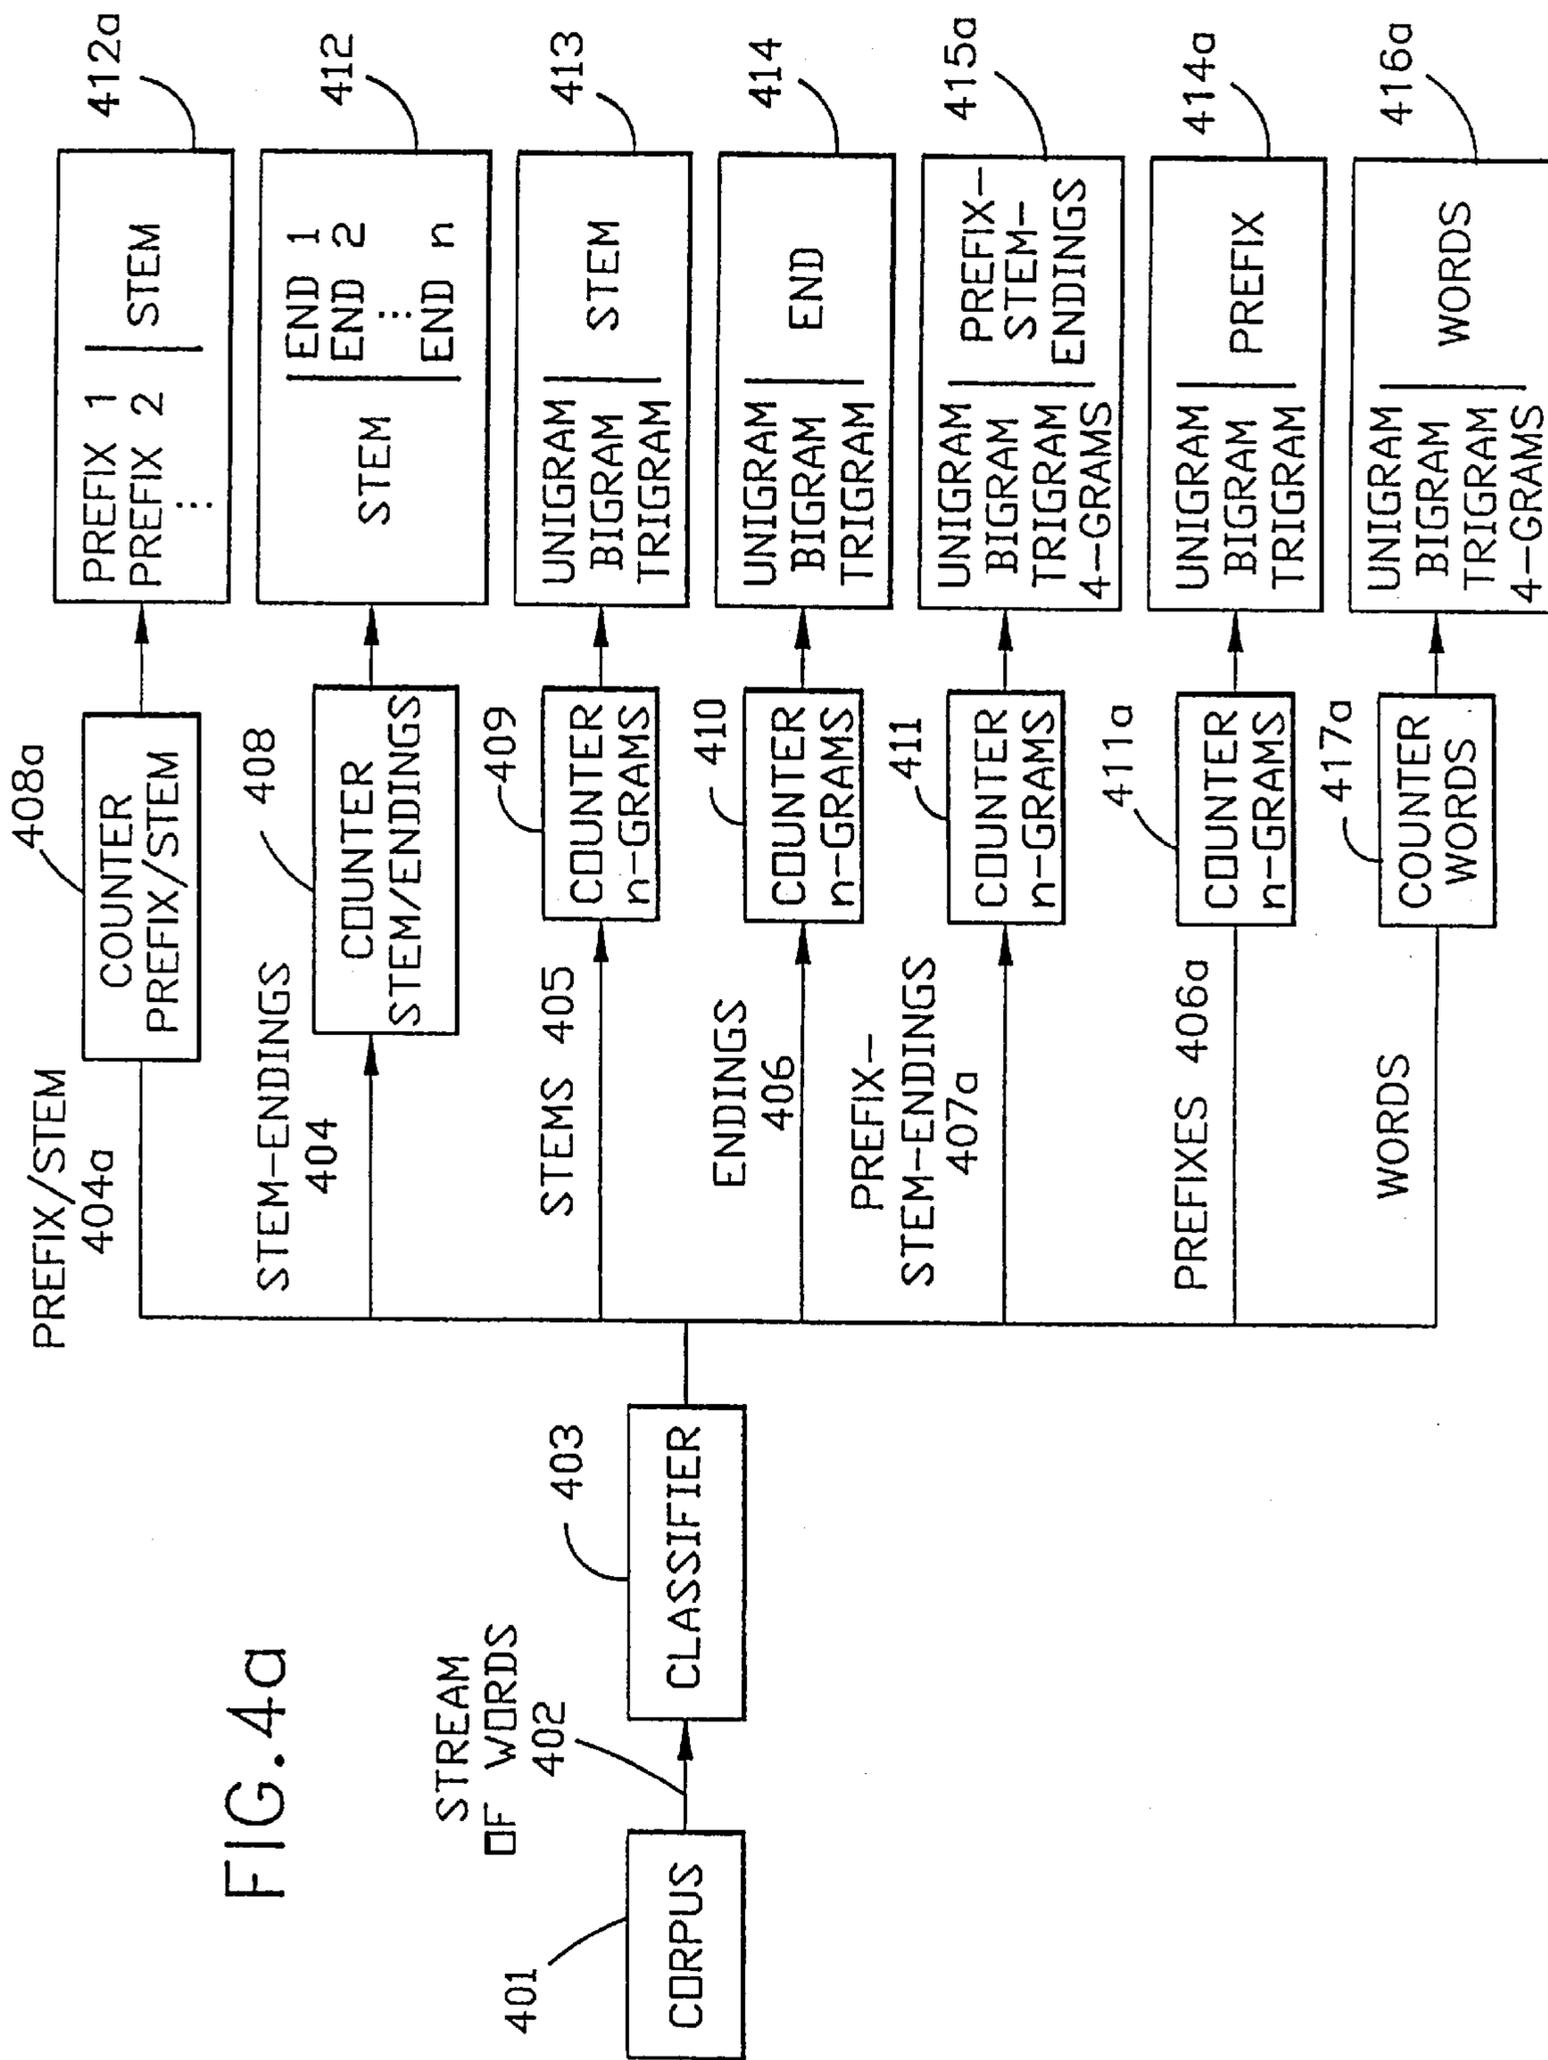 FIG.4a
401
CORPUS
STREAM
OF WORDS
402
403
CLASSIFIER
PREFIX/STEM
404a
408a
COUNTER
PREFIX/STEM
412a
PREFIX 1
PREFIX 2
⋮
STEM
STEM-ENDINGS
404
408
COUNTER
STEM/ENDINGS
412
STEM
END 1
END 2
⋮
END n
STEMS 405
409
COUNTER
n-GRAMS
413
UNIGRAM
BIGRAM
TRIGRAM
STEM
ENDINGS
406
410
COUNTER
n-GRAMS
414
UNIGRAM
BIGRAM
TRIGRAM
END
PREFIX-
STEM-ENDINGS
407a
411
COUNTER
n-GRAMS
415a
UNIGRAM
BIGRAM
TRIGRAM
4-GRAMS
PREFIX-
STEM-
ENDINGS
PREFIXES 406a
411a
COUNTER
n-GRAMS
414a
UNIGRAM
BIGRAM
TRIGRAM
PREFIX
WORDS
417a
COUNTER
WORDS
416a
UNIGRAM
BIGRAM
TRIGRAM
4-GRAMS
WORDS